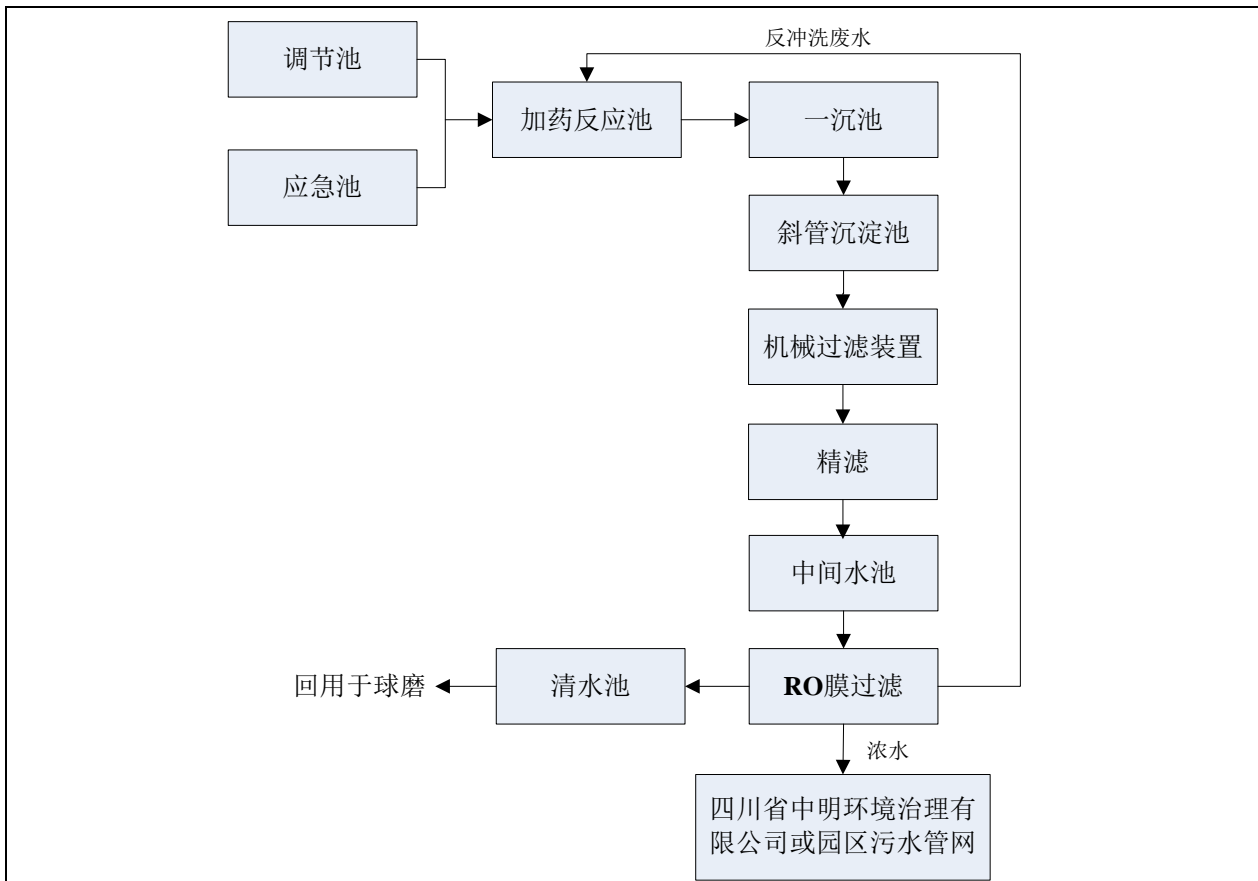 反冲洗废水
调节池
加药反应池
一沉池
应急池
斜管沉淀池
机械过滤装置
精滤
中间水池
回用于球磨
清水池
RO膜过滤
浓水
四川省中明环境治理有
限公司或园区污水管网